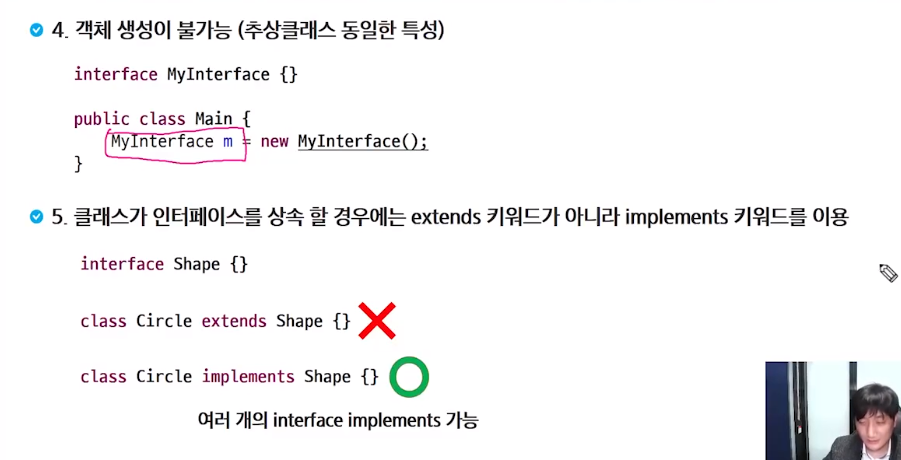 4. 객체 생성이 불가능 (추상클래스 동일한 특성)
interface MyInterface {}
public class Main {
MyInterface m = new MyInterface();
}
5. 클래스가 인터페이스를 상속 할 경우에는 extends 키워드가 아니라 implements 키워드를 이용
interface Shape {}
class Circle extends Shape {}
class Circle implements Shape {}
여러 개의 interface implements 가능